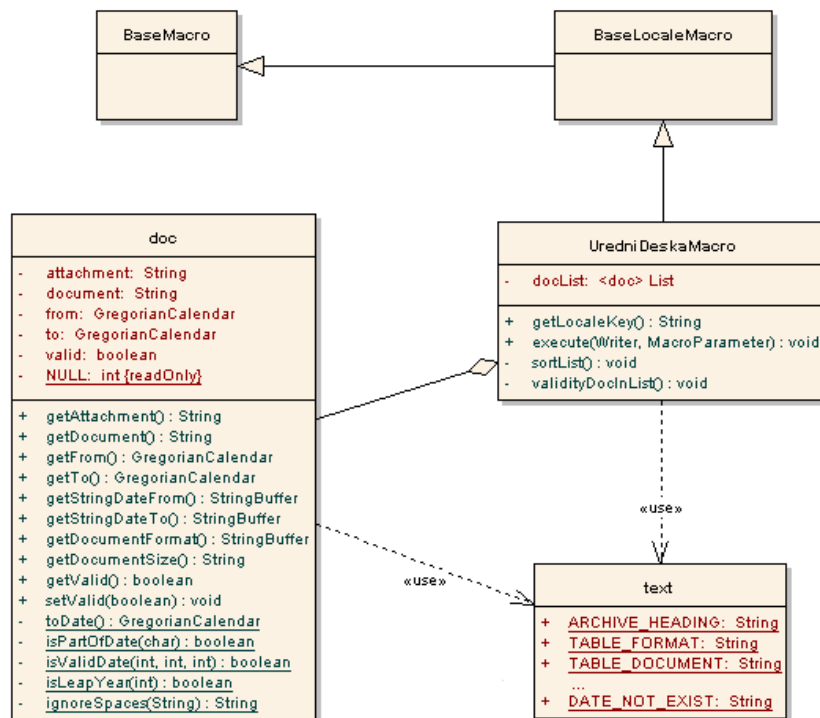 BaseMacro
BaseLocaleMacro
doc
- attachment: String
- document: String
- from: GregorianCalendar
- to: GregorianCalendar
- valid: boolean
- NULL: int {readOnly}
+ getAttachment() : String
+ getDocument() : String
+ getFrom() : GregorianCalendar
+ getTo() : GregorianCalendar
+ getStringDateFrom() : StringBuffer
+ getStringDateTo() : StringBuffer
+ getDocumentFormat() : StringBuffer
+ getDocumentSize() : String
+ getValid() : boolean
+ setValid(boolean) : void
- toDate() : GregorianCalendar
- isPartOfDate(char) : boolean
- isValidDate(int, int, int) : boolean
- isLeapYear(int) : boolean
- ignoreSpaces(String) : String
UredniDeskaMacro
- docList: <doc> List
+ getLocaleKey() : String
+ execute(Writer, MacroParameter) : void
- sortList() : void
- validityDocInList() : void
«use»
«use»
text
+ ARCHIVE_HEADING: String
+ TABLE_FORMAT: String
+ TABLE_DOCUMENT: String
...
+ DATE_NOT_EXIST: String